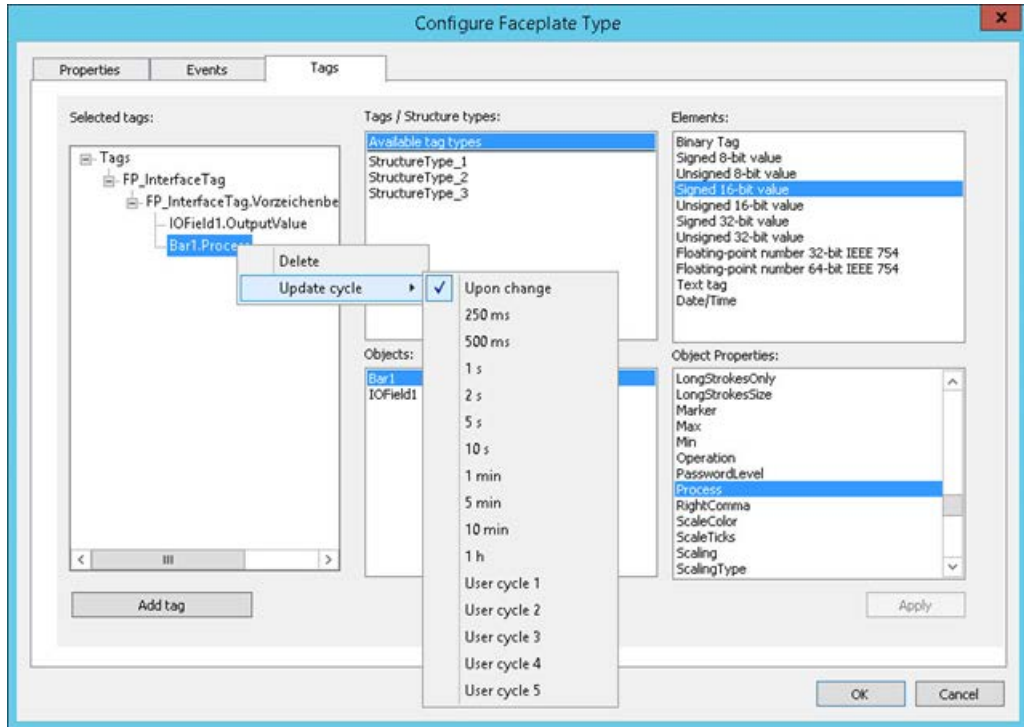 Configure Faceplate Type
x
Properties
Events
Tags
Selected tags:
Tags
FP_InterfaceTag
FP_InterfaceTag.Vorzeichenbe
IOField1.OutputValue
Bar1.Proce
Delete
Update cycle
Upon change
250 ms
500 ms
1 s
2 s
5 s
10 s
1 min
5 min
10 min
1 h
User cycle 1
User cycle 2
User cycle 3
User cycle 4
User cycle 5
Add tag
Tags / Structure types:
Available tag types
StructureType_1
StructureType_2
StructureType_3
Elements:
Binary Tag
Signed 8-bit value
Unsigned 8-bit value
Signed 16-bit value
Unsigned 16-bit value
Signed 32-bit value
Unsigned 32-bit value
Floating-point number 32-bit IEEE 754
Floating-point number 64-bit IEEE 754
Text tag
Date/Time
Objects:
Bar1
IOField1
Object Properties:
LongStrokesOnly
LongStrokesSize
Marker
Max
Min
Operation
PasswordLevel
Process
RightComma
ScaleColor
ScaleTicks
Scaling
ScalingType
Apply
OK
Cancel